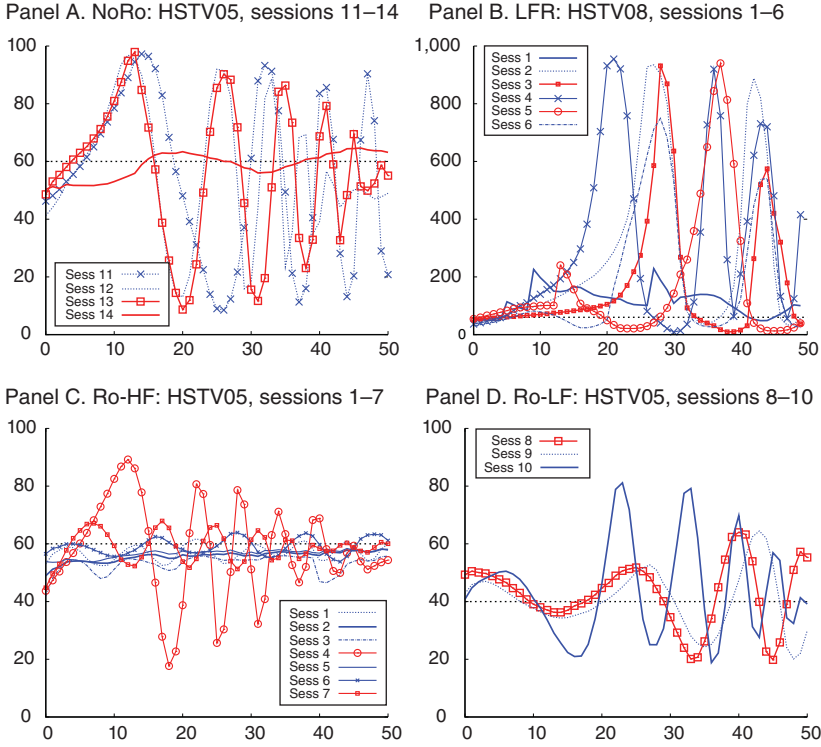 Panel A. NoRo: HSTV05, sessions 11–14
100
80
60
40
20
0
0 10 20 30 40 50
Sess 11
Sess 12
Sess 13
Sess 14
Panel B. LFR: HSTV08, sessions 1–6
1,000
800
600
400
200
0
0 10 20 30 40 50
Sess 1
Sess 2
Sess 3
Sess 4
Sess 5
Sess 6
Panel C. Ro-HF: HSTV05, sessions 1–7
100
80
60
40
20
0
0 10 20 30 40 50
Sess 1
Sess 2
Sess 3
Sess 4
Sess 5
Sess 6
Sess 7
Panel D. Ro-LF: HSTV05, sessions 8–10
100
80
60
40
20
0
0 10 20 30 40 50
Sess 8
Sess 9
Sess 10